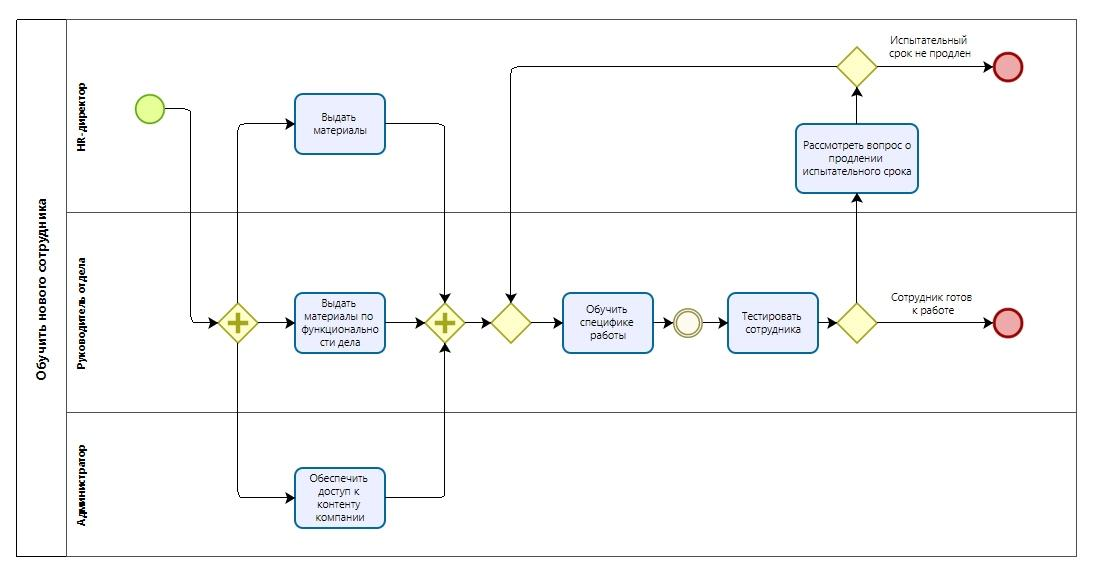 Обучить нового сотрудника
HR-директор
Выдать
материалы
Испытательный
срок не продлен
Рассмотреть вопрос о
продлении
испытательного срока
Руководитель отдела
Выдать
материалы по
функционально
сти дела
Обучить
специфике
работы
Тестировать
сотрудника
Сотрудник готов
к работе
Администратор
Обеспечить
доступ к
контенту
компании